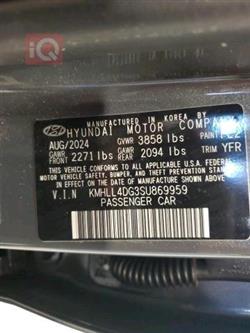 iQ
MANUFACTURED IN KOREA BY
HYUNDAI MOTOR COMPANY
AUG/2024 GVWR 3858 lbs PAINT
GAWR FRONT 2271 lbs GAWR REAR 2094 lbs TRIM YFR
THIS VEHICLE CONFORMS TO ALL APPLICABLE
FEDERAL MOTOR VEHICLE SAFETY,
BUMPER, AND THEFT PREVENTION STAN
DARDS IN EFFECT ON THE DATE OF
MANUFACTURE SHOWN ABOVE.
V.I.N KMHLL4DG3SU869959
PASSENGER CAR